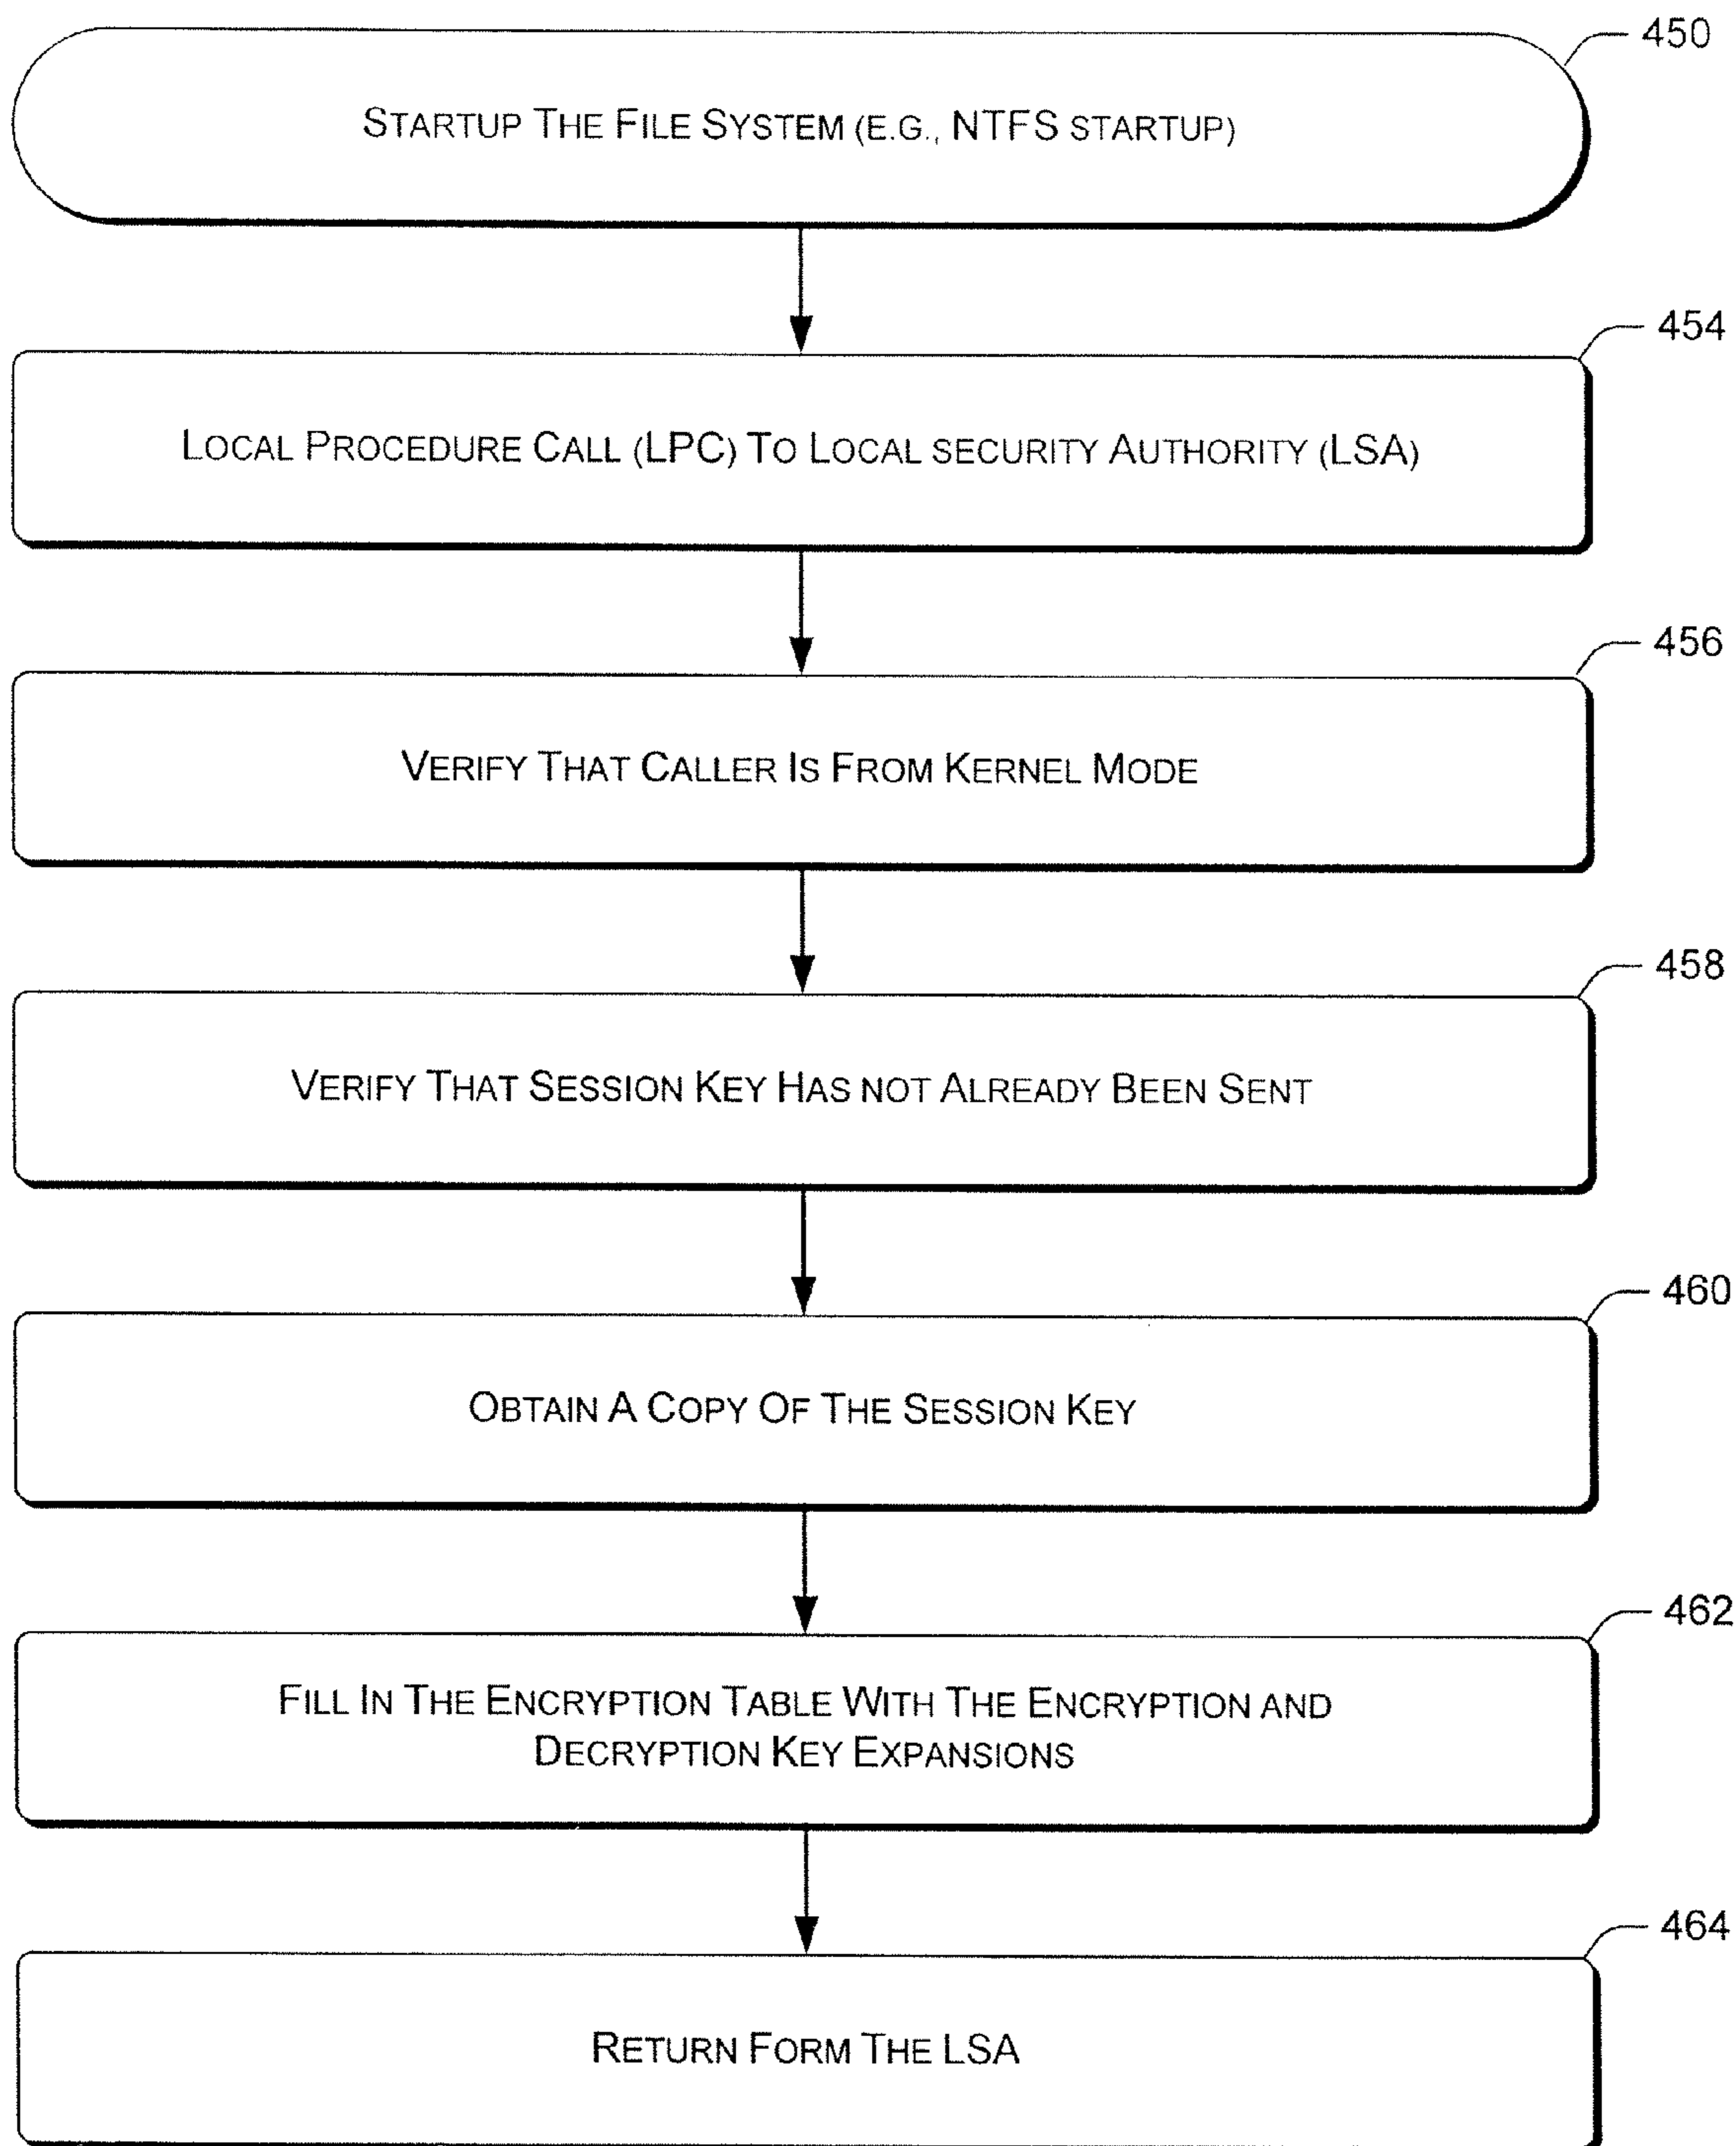 450
STARTUP THE FILE SYSTEM (E.G., NTFS STARTUP)
454
LOCAL PROCEDURE CALL (LPC) TO LOCAL SECURITY AUTHORITY (LSA)
456
VERIFY THAT CALLER IS FROM KERNEL MODE
458
VERIFY THAT SESSION KEY HAS NOT ALREADY BEEN SENT
460
OBTAIN A COPY OF THE SESSION KEY
462
FILL IN THE ENCRYPTION TABLE WITH THE ENCRYPTION AND
DECRYPTION KEY EXPANSIONS
464
RETURN FORM THE LSA